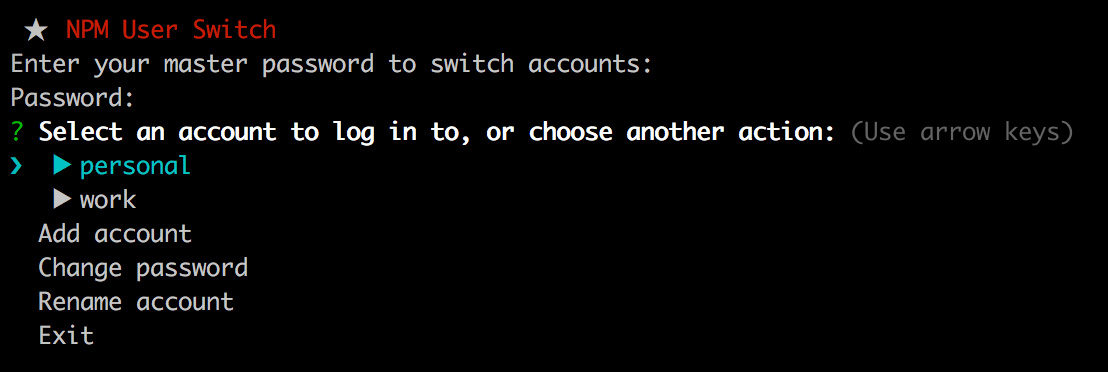 ★ NPM User Switch
Enter your master password to switch accounts:
Password:
? Select an account to log in to, or choose another action: (Use arrow keys)
❯ ▶ personal
▶ work
Add account
Change password
Rename account
Exit